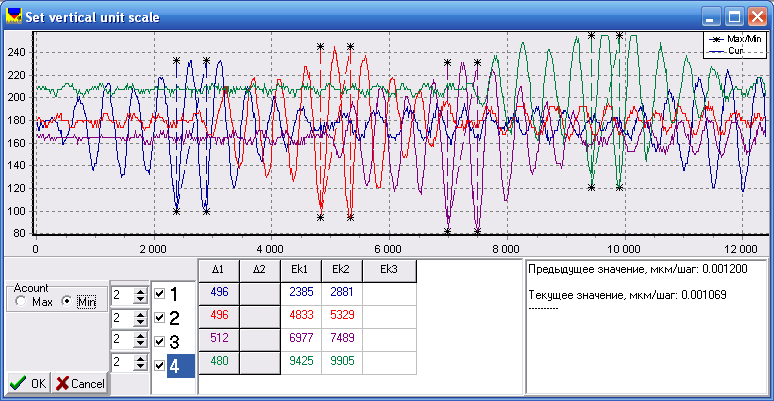 Set vertical unit scale
Max/Min
Curr
240
220
200
180
160
140
120
100
80
0 2 000 4 000 6 000 8 000 10 000 12 000
Acount
Max Min
2 1
2 2
2 3
2 4
OK Cancel
Δ1 Δ2 Ek1 Ek2 Ek3
496 2385 2881
496 4833 5329
512 6977 7489
480 9425 9905
Предыдущее значение, мкм/шаг: 0.001200
Текущее значение, мкм/шаг: 0.001069
----------